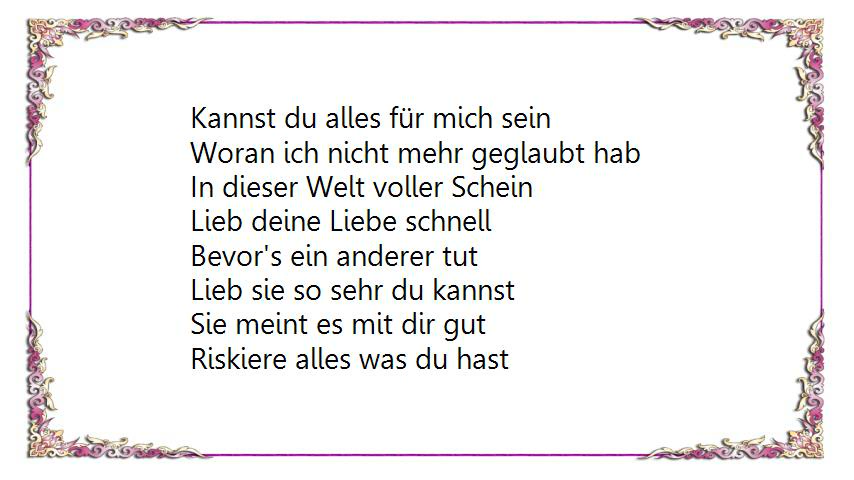 Kannst du alles für mich sein
Woran ich nicht mehr geglaubt hab
In dieser Welt voller Schein
Lieb deine Liebe schnell
Bevor's ein anderer tut
Lieb sie so sehr du kannst
Sie meint es mit dir gut
Riskiere alles was du hast